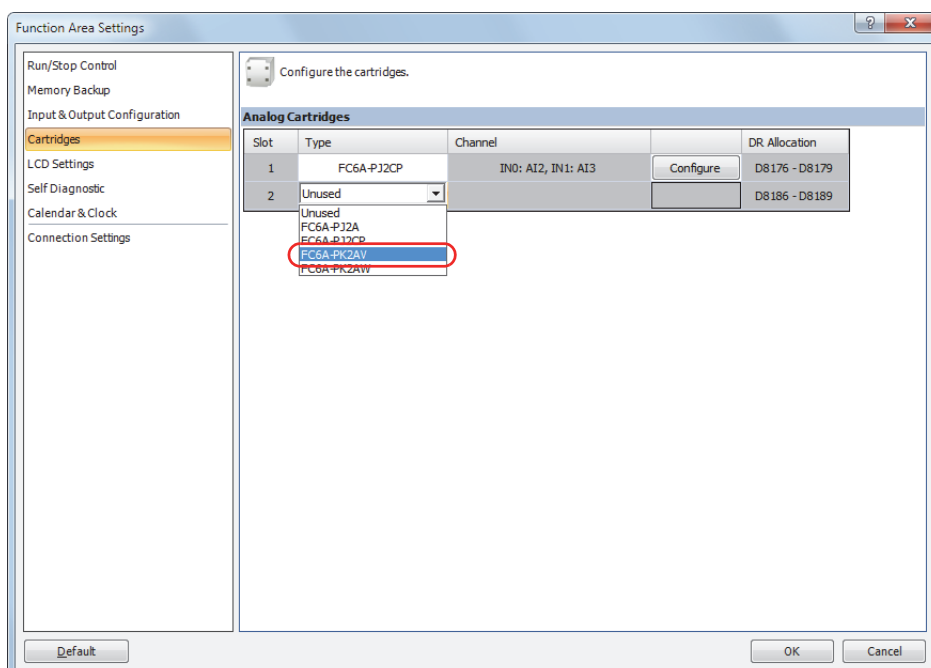 Function Area Settings
Run/Stop Control
Memory Backup
Input & Output Configuration
Cartridges
LCD Settings
Self Diagnostic
Calendar & Clock
Connection Settings
Configure the cartridges.
Analog Cartridges
Slot Type Channel DR Allocation
1 FC6A-PJ2CP IN0: AI2, IN1: AI3 Configure D8176 - D8179
2 Unused D8186 - D8189
Unused
FC6A-PJ2A
FC6A-PJ2CP
FC6A-PK2AV
FC6A-PK2AW
Default OK Cancel